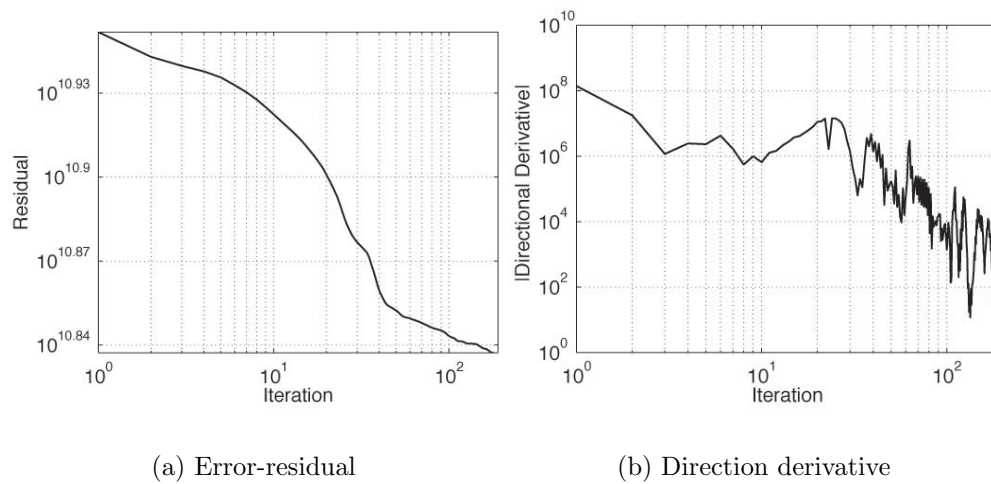 Residual
10^10.93
10^10.9
10^10.87
10^10.84
10^0
10^1
10^2
Iteration
(a) Error-residual
|Directional Derivative|
10^10
10^8
10^6
10^4
10^2
10^0
10^0
10^1
10^2
Iteration
(b) Direction derivative